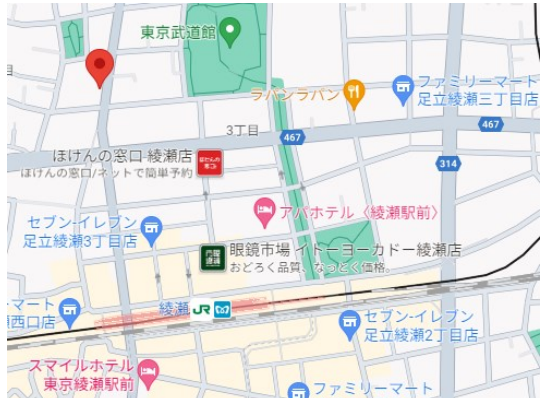 東京武道館
目
ラバンラバン
ファミリーマート
足立綾瀬三丁目店
3丁目
467
467
ほけんの窓口 綾瀬店
ほけんの窓口/ネットで簡単予約
314
アパホテル〈綾瀬駅前〉
セブン-イレブン
足立綾瀬3丁目店
眼鏡市場 イトーヨーカドー綾瀬店
おどろく品質、なっとく価格。
ーマート
瀬西口店
綾瀬
JR
セブン-イレブン
足立綾瀬2丁目店
スマイルホテル
東京綾瀬駅前
ファミリーマート